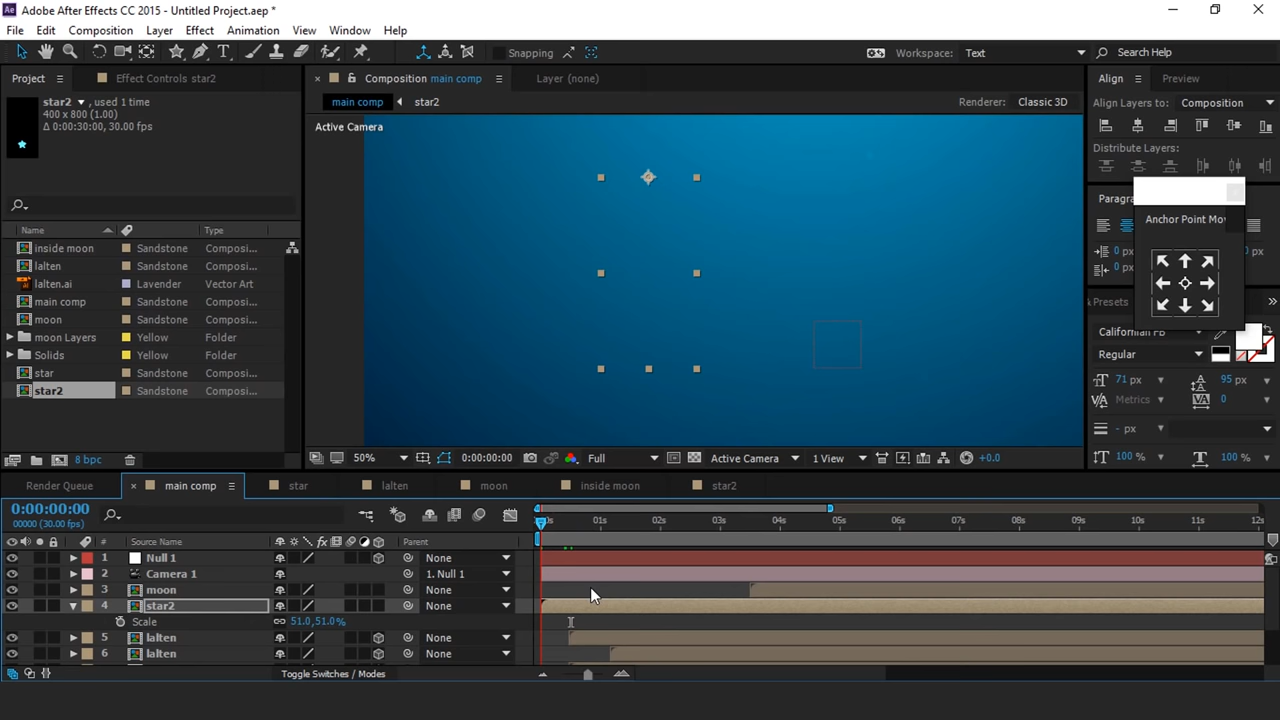 Adobe After Effects CC 2015 - Untitled Project.aep *
File Edit Composition Layer Effect Animation View Window Help
Snapping Workspace: Text Search Help
Project Effect Controls star2 Composition main comp Layer (none) Align Preview
star2 , used 1 time
400 x 800 (1.00)
Δ 0:00:30:00, 30.00 fps
main comp star2 Renderer: Classic 3D
Active Camera
Align Layers to: Composition
Distribute Layers:
Anchor Point Mov
Name Type
inside moon Sandstone Composi...
lalten Sandstone Composi...
lalten.ai Lavender Vector Art
main comp Sandstone Composi...
moon Sandstone Composi...
moon Layers Yellow Folder
Solids Yellow Folder
star Sandstone Composi...
star2 Sandstone Composi...
Paragra
0 px
0 p
Presets
Californian FB
Regular
71 px 95 px
Metrics 0
- px
100 % 100 %
8 bpc
50% 0:00:00:00 Full Active Camera 1 View +0.0
Render Queue main comp star lalten moon inside moon star2
0:00:00:00
00000 (30.00 fps)
01s 02s 03s 04s 05s 06s 07s 08s 09s 10s 11s 12s
# Source Name Parent
1 Null 1 None
2 Camera 1 1. Null 1
3 moon None
4 star2 None
Scale 51.0,51.0%
5 lalten None
6 lalten None
Toggle Switches / Modes